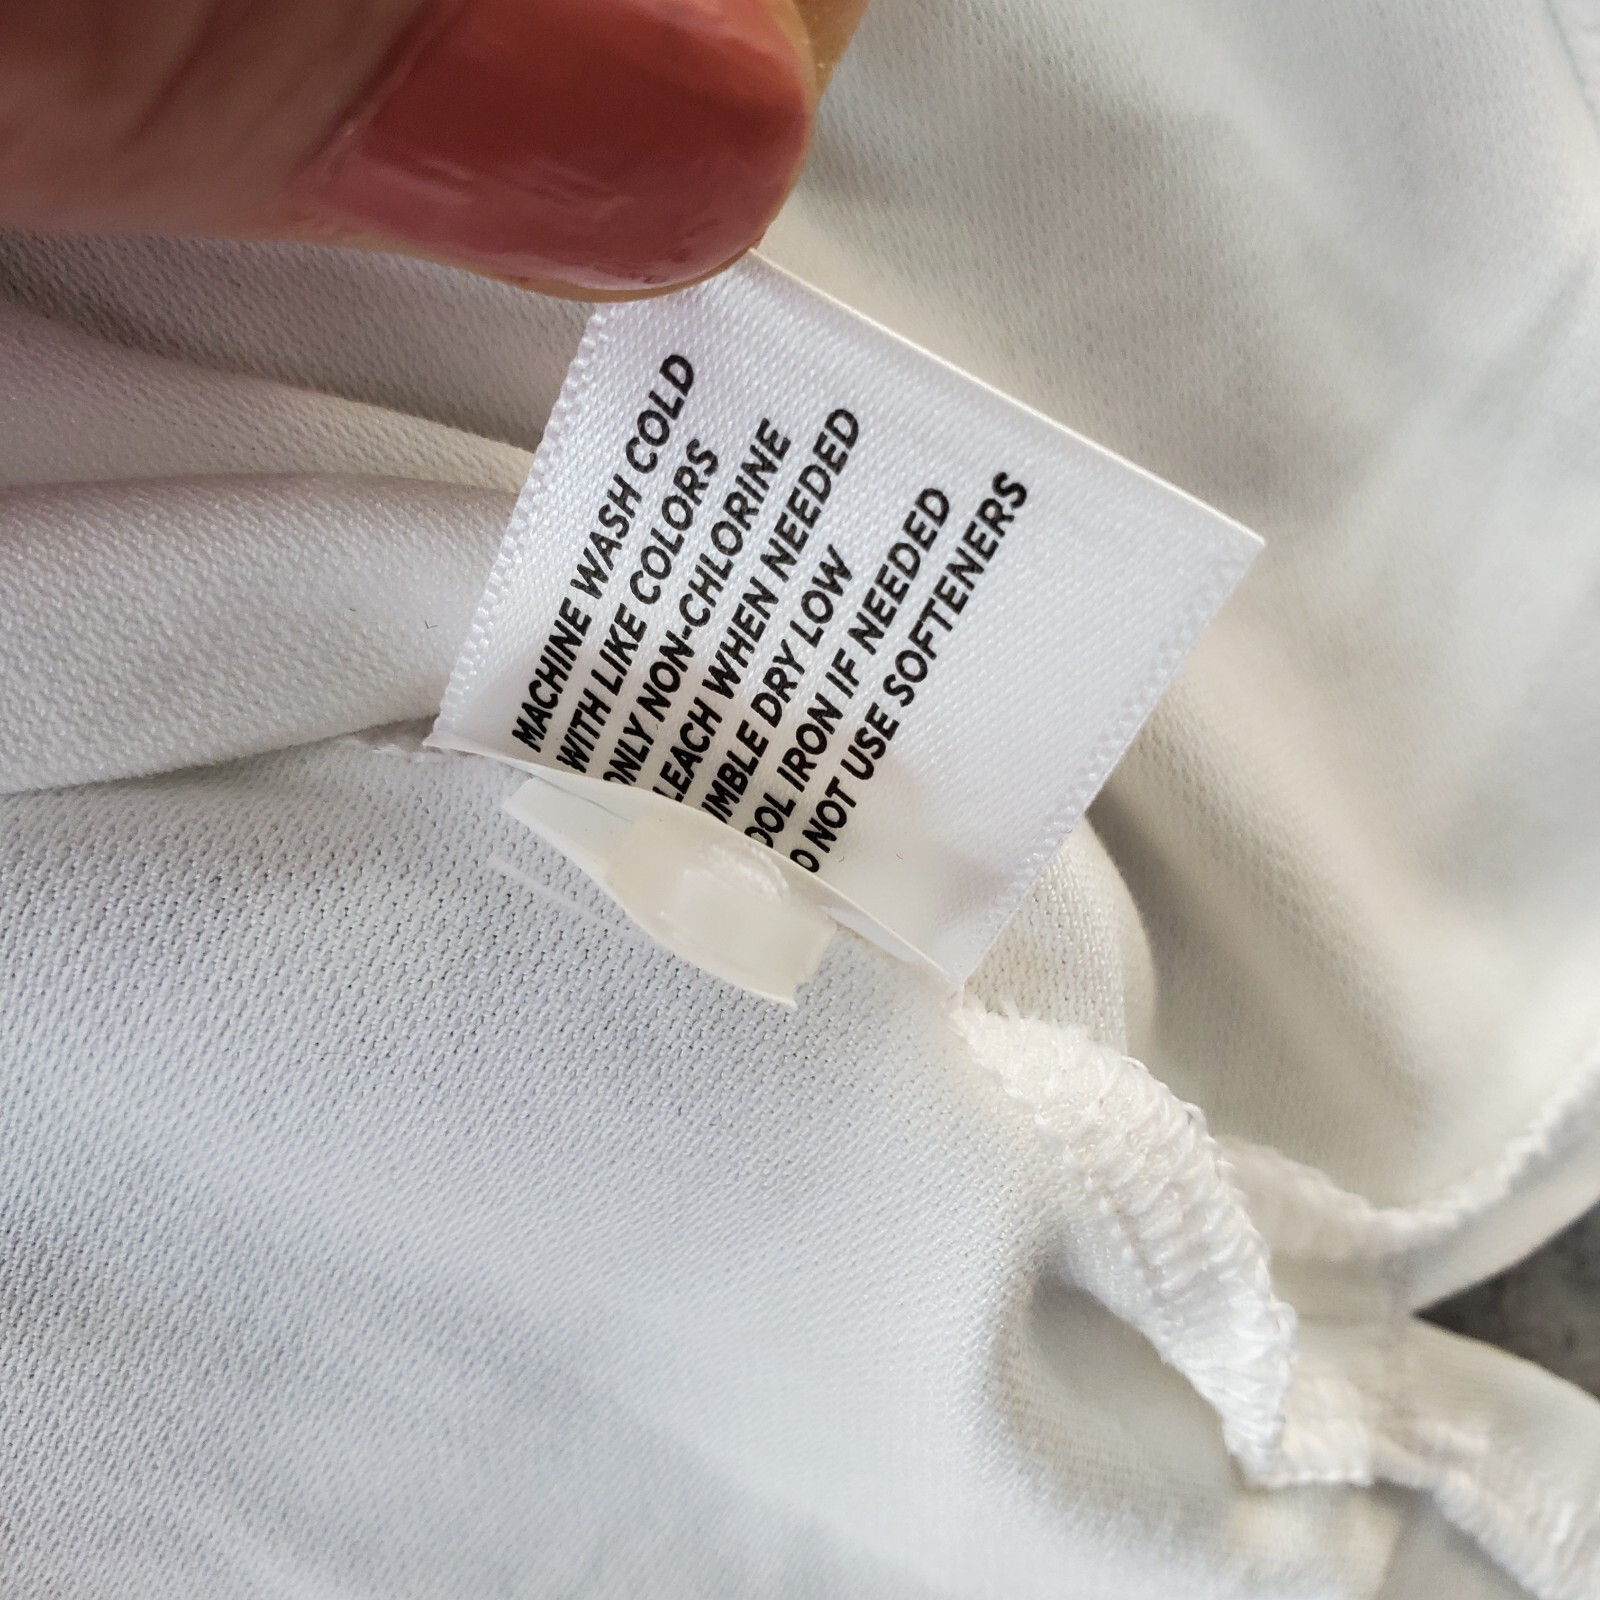 MACHINE WASH COLD
WITH LIKE COLORS
ONLY NON-CHLORINE
LEACH WHEN NEEDED
MBLE DRY LOW
OOL IRON IF NEEDED
O NOT USE SOFTENERS